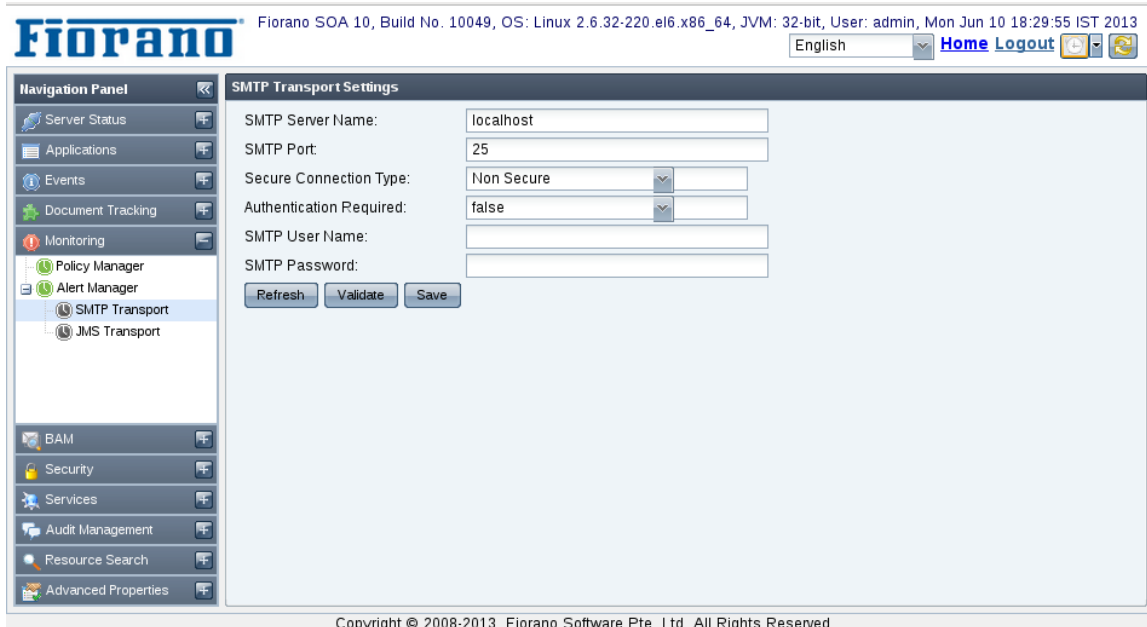 Fiorano
Fiorano SOA 10, Build No. 10049, OS: Linux 2.6.32-220.el6.x86_64, JVM: 32-bit, User: admin, Mon Jun 10 18:29:55 IST 2013
English Home Logout
Navigation Panel
Server Status
Applications
Events
Document Tracking
Monitoring
Policy Manager
Alert Manager
SMTP Transport
JMS Transport
BAM
Security
Services
Audit Management
Resource Search
Advanced Properties
SMTP Transport Settings
SMTP Server Name: localhost
SMTP Port: 25
Secure Connection Type: Non Secure
Authentication Required: false
SMTP User Name:
SMTP Password:
Refresh Validate Save
Copyright © 2008-2013, Fiorano Software Pte. Ltd. All Rights Reserved